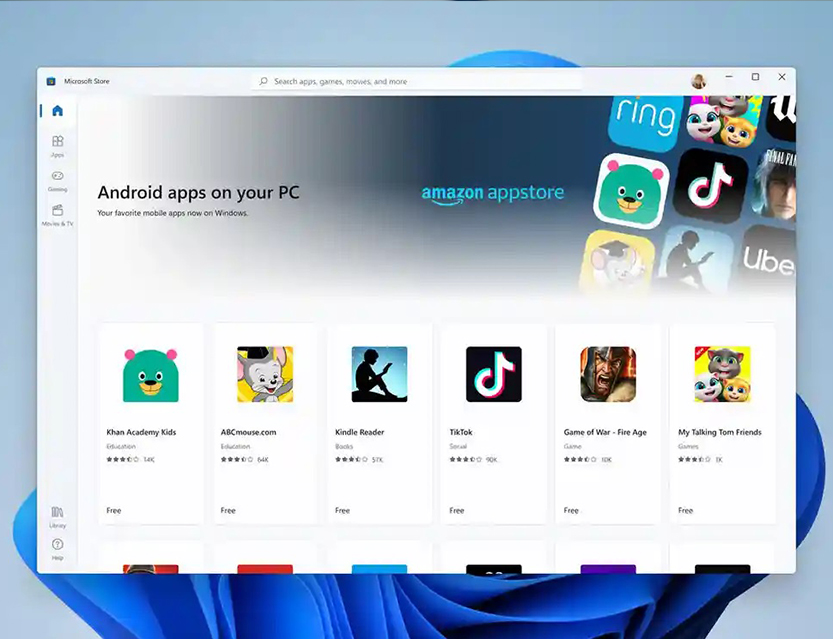 Microsoft Store
Search apps, games, movies, and more
Apps
Gaming
Movies & TV
Library
Help
Android apps on your PC
Your favorite mobile apps now on Windows.
amazon appstore
ring
FINAL FAN
Uber
Khan Academy Kids
Education
14K
Free
ABCmouse.com
Education
64K
Free
Kindle Reader
Books
57K
Free
TikTok
Social
90K
Free
Game of War - Fire Age
Game
10K
Free
My Talking Tom Friends
Games
1K
Free